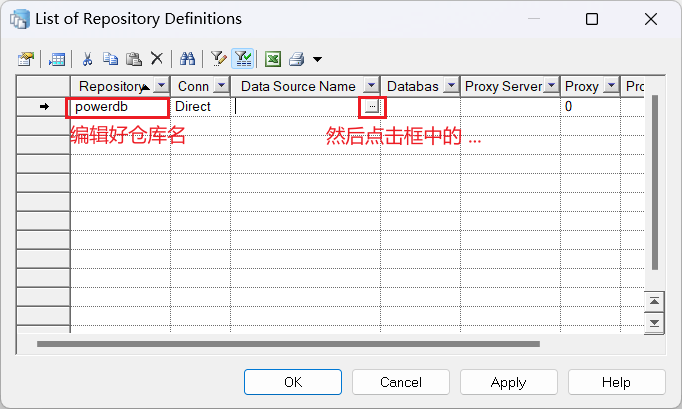 List of Repository Definitions
Repository Conn Data Source Name Databas Proxy Server Proxy Pro
powerdb Direct ... 0
编辑好仓库名 然后点击框中的 ...
OK Cancel Apply Help